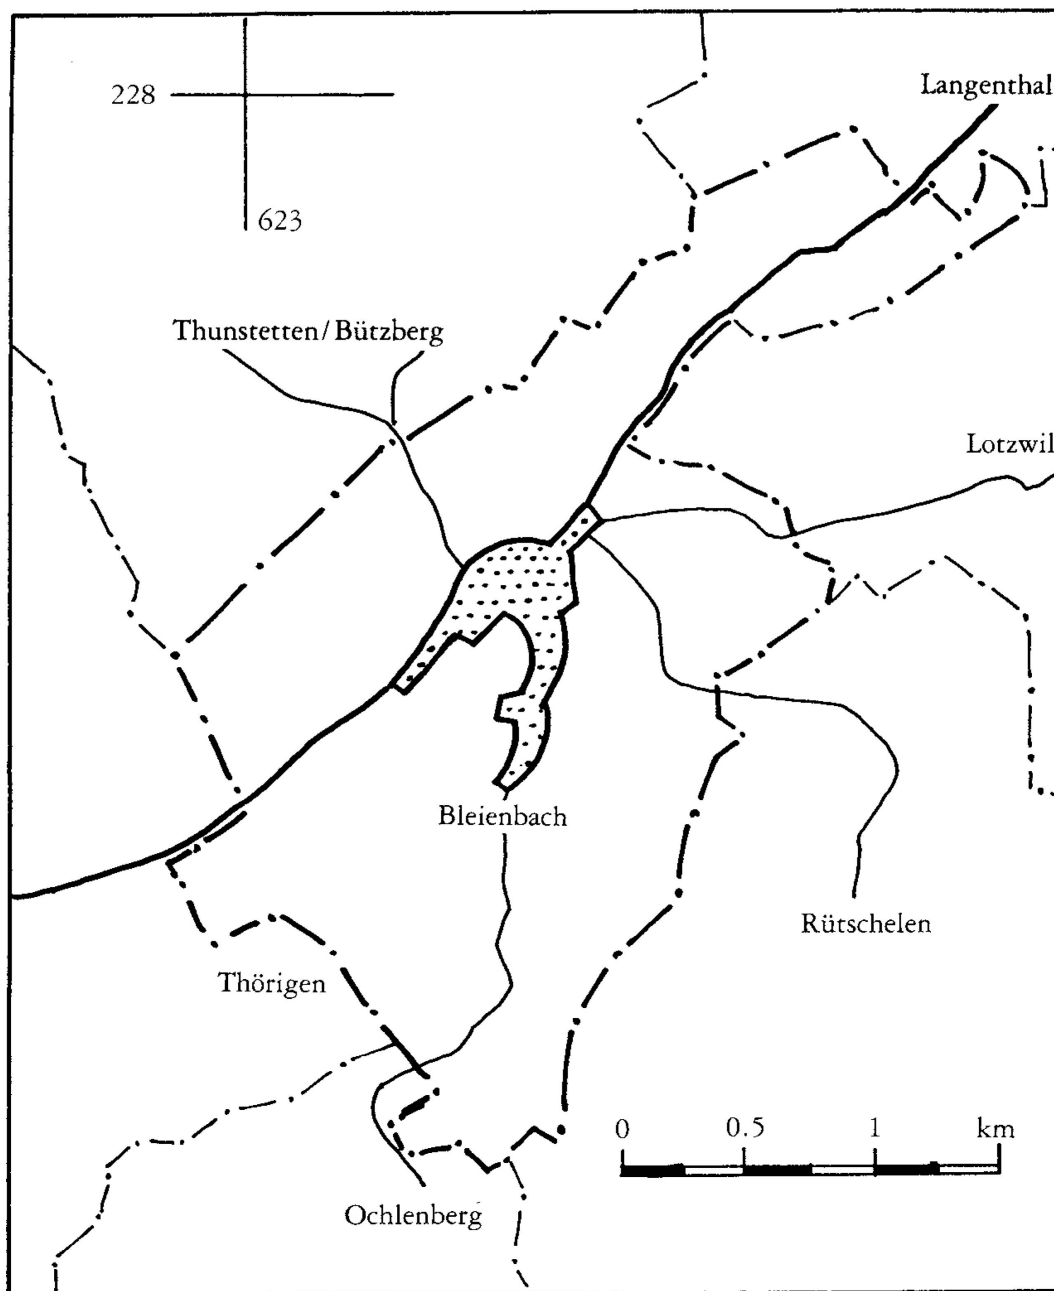 Langenthal
228
623
Thunstetten/Bützberg
Lotzwil
Bleienbach
Rütschelen
Thörigen
0 0.5 1 km
Ochlenberg